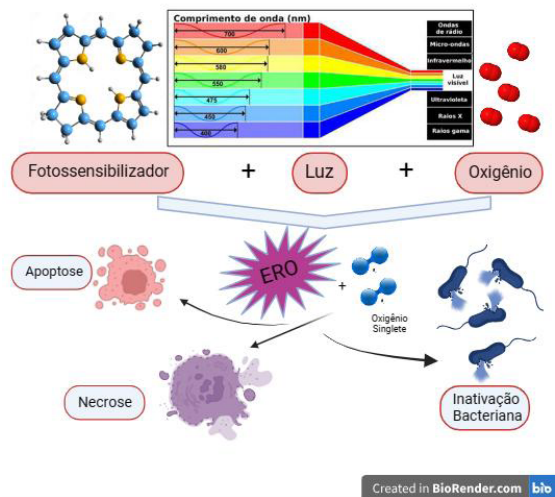 Comprimento de onda (nm)
700
600
580
550
475
450
400
Ondas
de rádio
Micro-ondas
Infravermelho
Luz
visível
Ultravioleta
Raios X
Raios gama
Fotossensibilizador
+
Luz
+
Oxigênio
Apoptose
ERO
+
Oxigênio
Singlete
Necrose
Inativação
Bacteriana
Created in BioRender.com bio